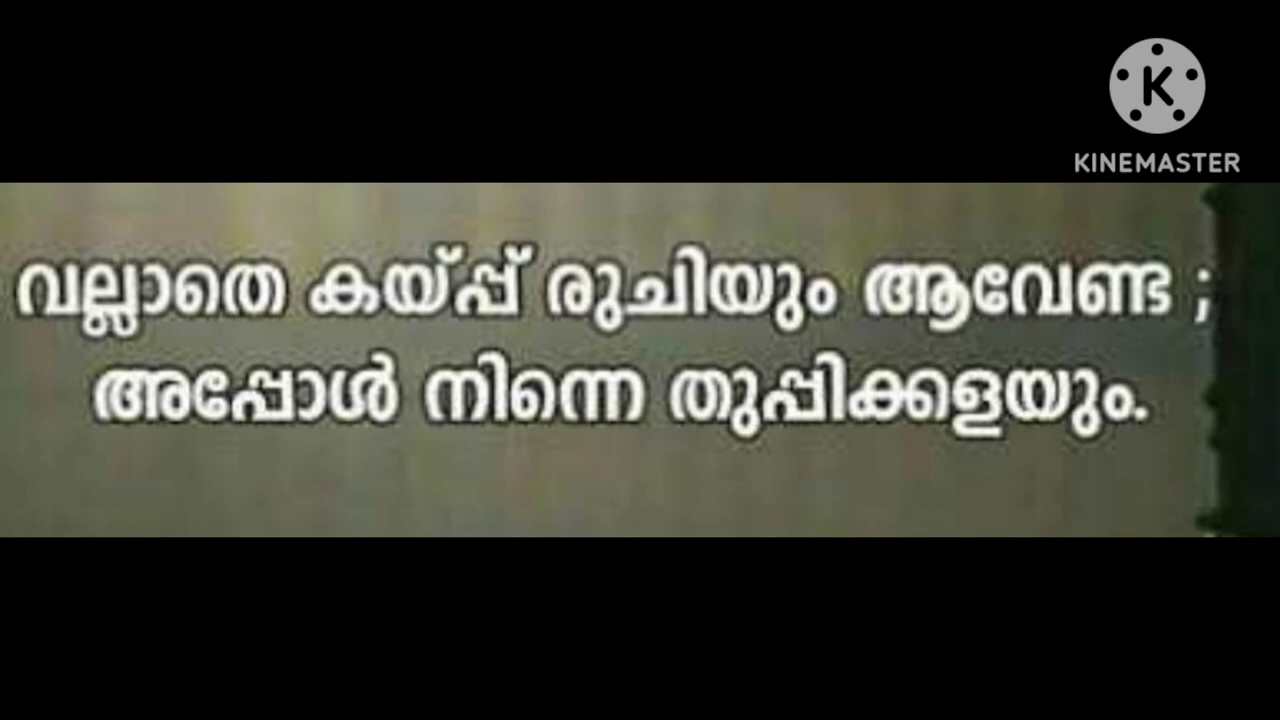 KINEMASTER
വല്ലാതെ കയ്പ്പ് രുചിയും ആവേണ്ട ;
അപ്പോൾ നിന്നെ തുപ്പിക്കളയും.